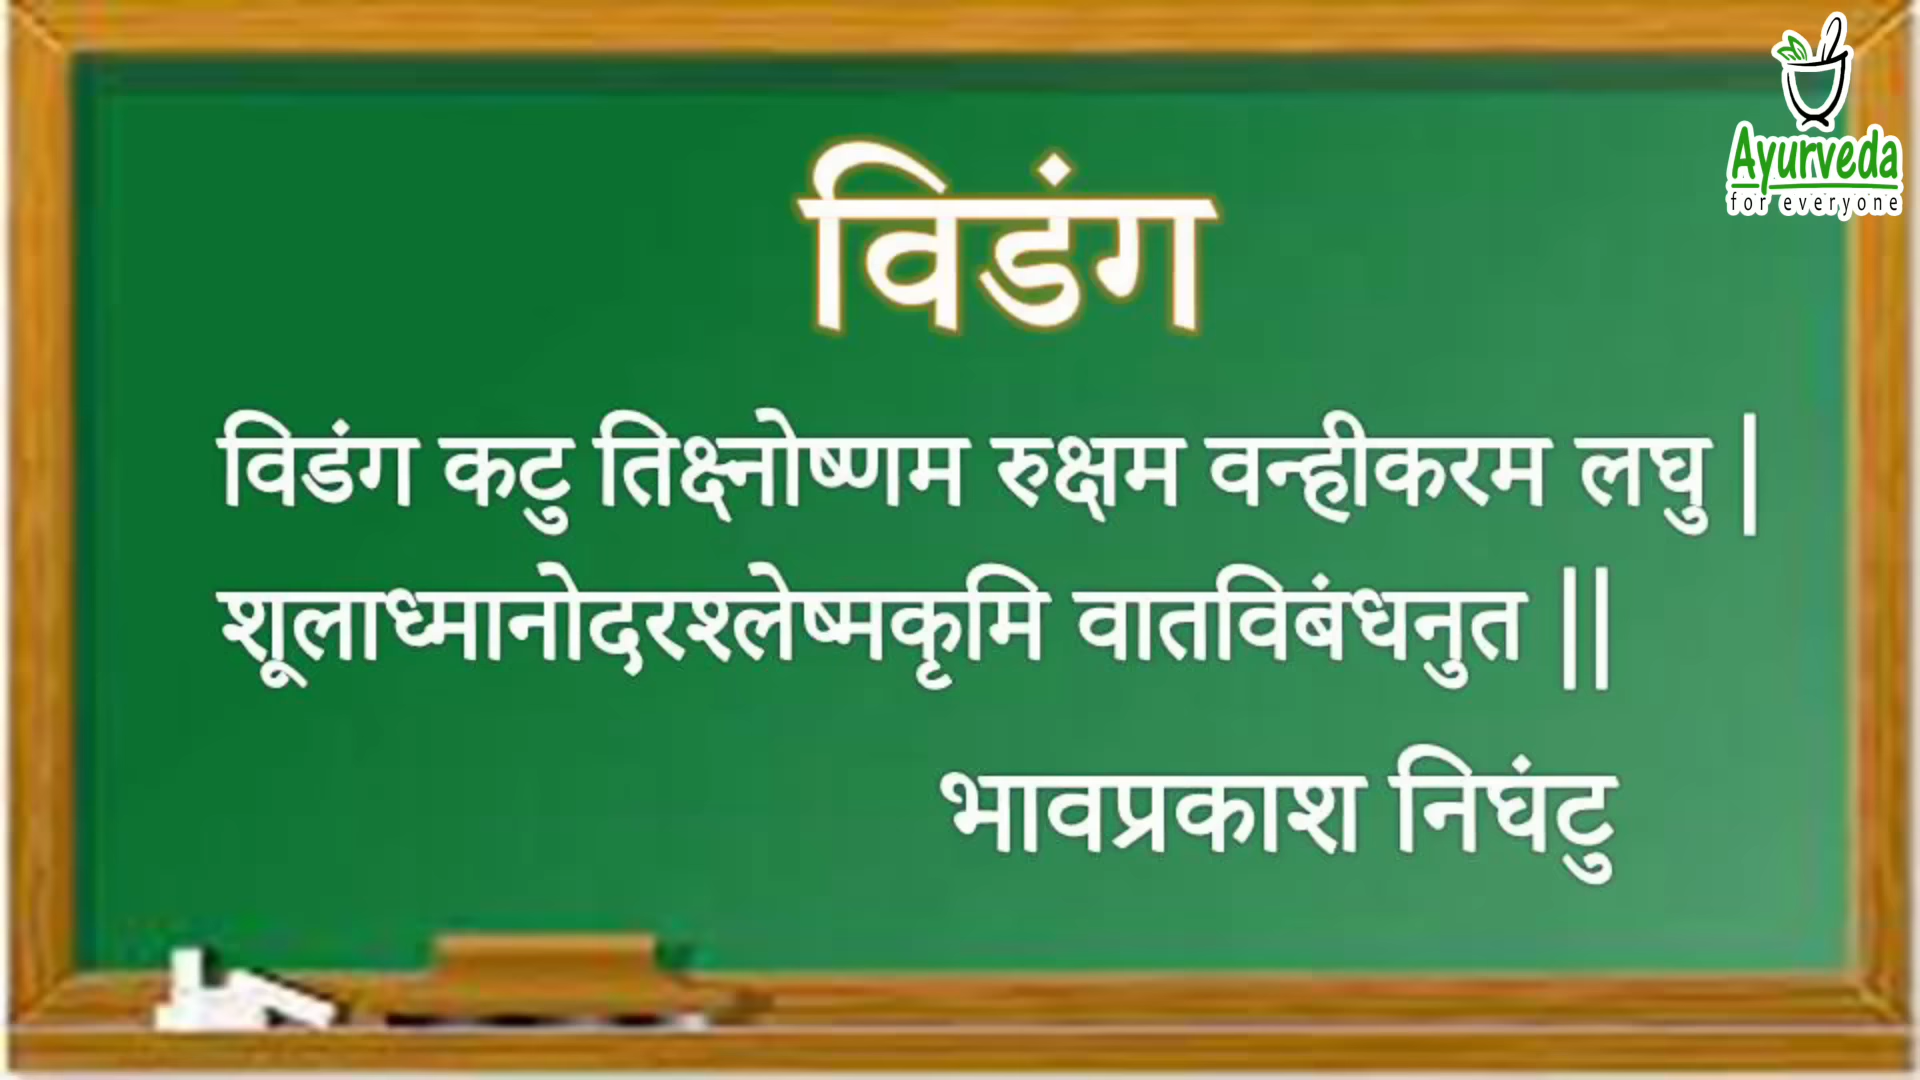 Ayurveda
for everyone
विडंग
विडंग कटु तिक्ष्नोष्णम रुक्षम वन्हीकरम लघु |
शूलाध्मानोदरश्लेष्मकृमि वातविबंधनुत ||
भावप्रकाश निघंटु